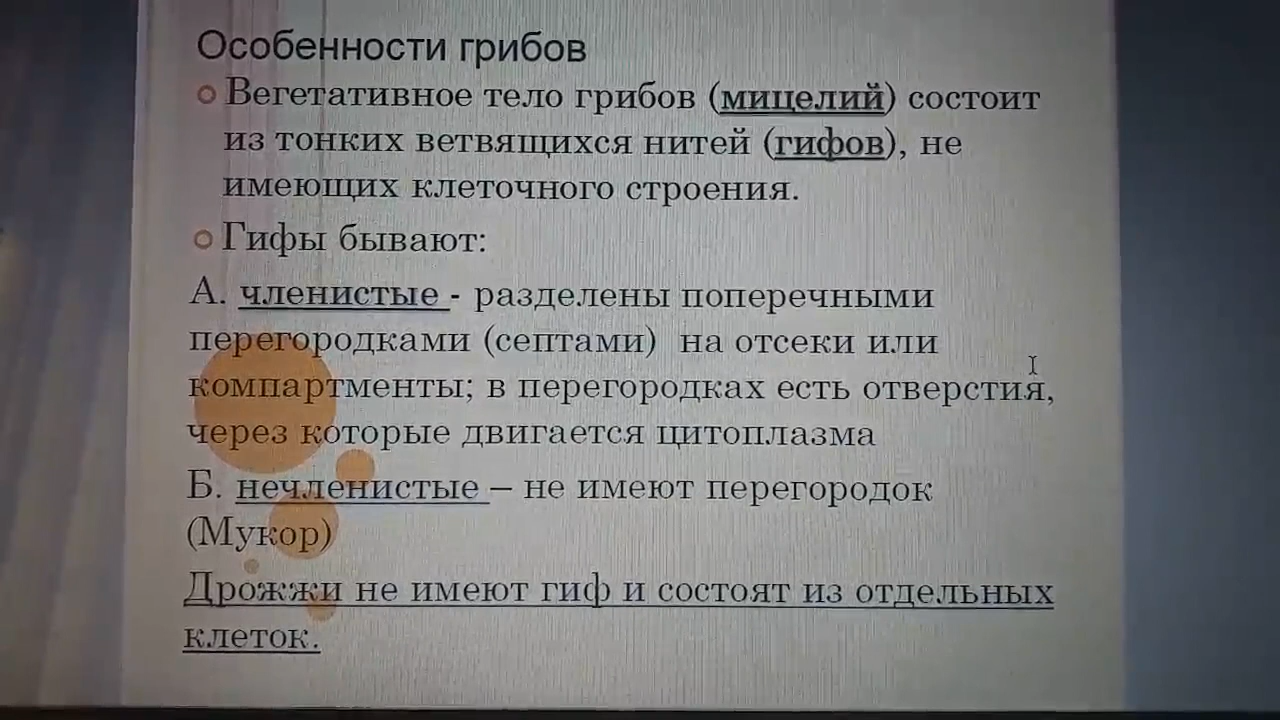 Особенности грибов
Вегетативное тело грибов (мицелий) состоит
из тонких ветвящихся нитей (гифов), не
имеющих клеточного строения.
Гифы бывают:
А. членистые - разделены поперечными
перегородками (септами) на отсеки или
компартменты; в перегородках есть отверстия,
через которые двигается цитоплазма
Б. нечленистые – не имеют перегородок
(Мукор)
Дрожжи не имеют гиф и состоят из отдельных
клеток.